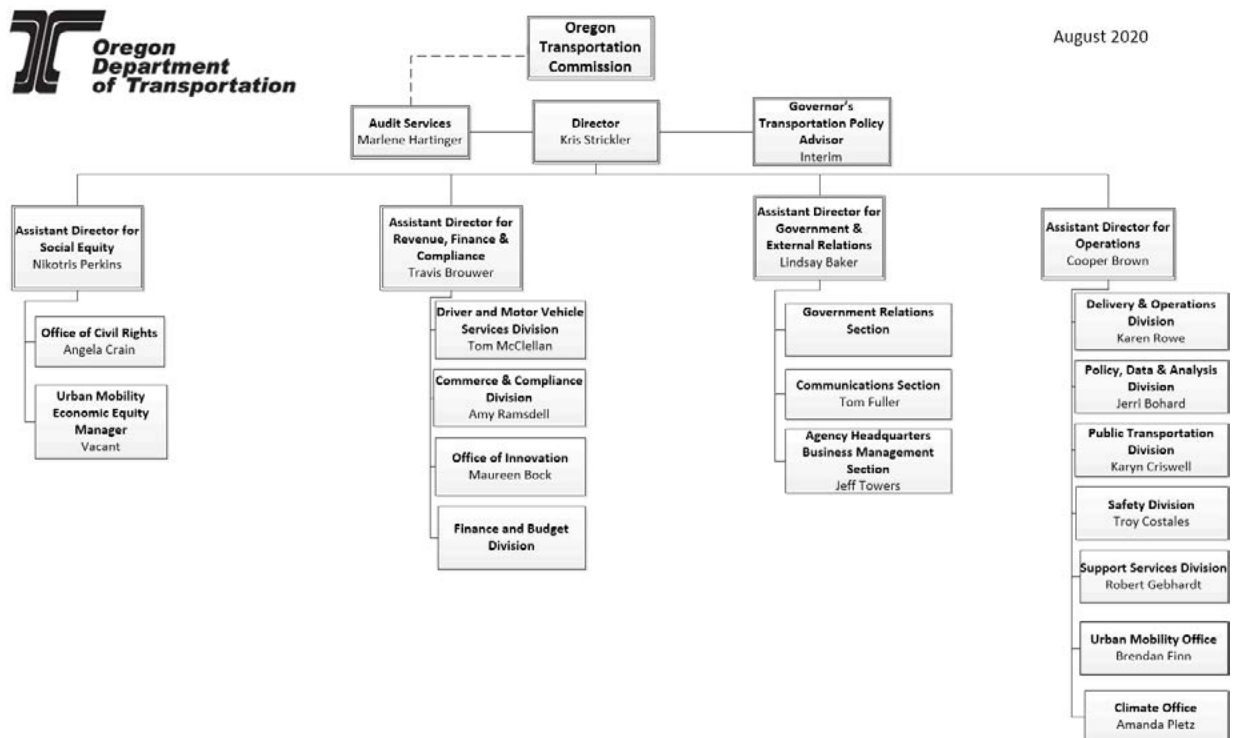 Oregon
Department
of Transportation
Oregon
Transportation
Commission
August 2020
Audit Services
Marlene Hartinger
Director
Kris Strickler
Governor's
Transportation Policy
Advisor
Interim
Assistant Director for
Social Equity
Nikotris Perkins
Assistant Director for
Revenue, Finance &
Compliance
Travis Brouwer
Assistant Director for
Government &
External Relations
Lindsay Baker
Assistant Director for
Operations
Cooper Brown
Office of Civil Rights
Angela Crain
Urban Mobility
Economic Equity
Manager
Vacant
Driver and Motor Vehicle
Services Division
Tom McClellan
Commerce & Compliance
Division
Amy Ramsdell
Office of Innovation
Maureen Bock
Finance and Budget
Division
Government Relations
Section
Communications Section
Tom Fuller
Agency Headquarters
Business Management
Section
Jeff Towers
Delivery & Operations
Division
Karen Rowe
Policy, Data & Analysis
Division
Jerri Bohard
Public Transportation
Division
Karyn Criswell
Safety Division
Troy Costales
Support Services Division
Robert Gebhardt
Urban Mobility Office
Brendan Finn
Climate Office
Amanda Pietz